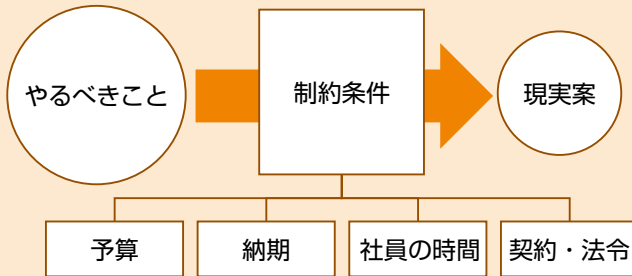 やるべきこと
制約条件
現実案
予算
納期
社員の時間
契約・法令